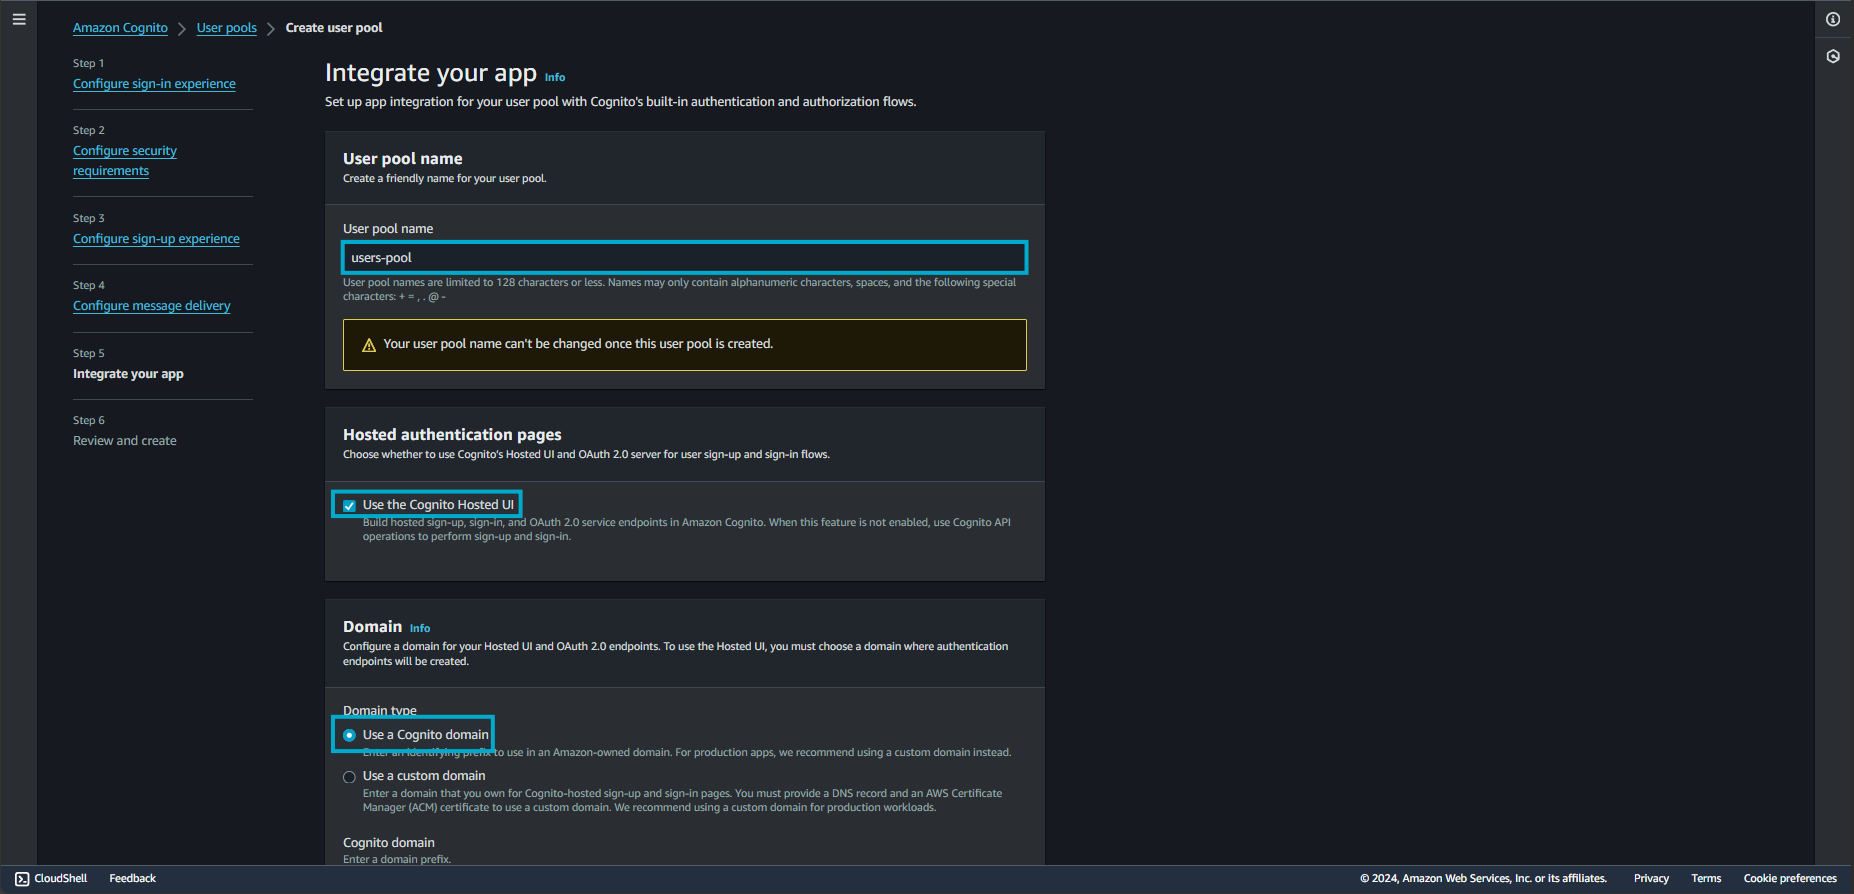 Amazon Cognito > User pools > Create user pool
Step 1
Configure sign-in experience
Step 2
Configure security
requirements
Step 3
Configure sign-up experience
Step 4
Configure message delivery
Step 5
Integrate your app
Step 6
Review and create
Integrate your app Info
Set up app integration for your user pool with Cognito's built-in authentication and authorization flows.
User pool name
Create a friendly name for your user pool.
User pool name
users-pool
User pool names are limited to 128 characters or less. Names may only contain alphanumeric characters, spaces, and the following special
characters: + = , . @ -
Your user pool name can't be changed once this user pool is created.
Hosted authentication pages
Choose whether to use Cognito's Hosted UI and OAuth 2.0 server for user sign-up and sign-in flows.
Use the Cognito Hosted UI
Build hosted sign-up, sign-in, and OAuth 2.0 service endpoints in Amazon Cognito. When this feature is not enabled, use Cognito API
operations to perform sign-up and sign-in.
Domain Info
Configure a domain for your Hosted UI and OAuth 2.0 endpoints. To use the Hosted UI, you must choose a domain where authentication
endpoints will be created.
Domain type
Use a Cognito domain
Enter an identifying prefix to use in an Amazon-owned domain. For production apps, we recommend using a custom domain instead.
Use a custom domain
Enter a domain that you own for Cognito-hosted sign-up and sign-in pages. You must provide a DNS record and an AWS Certificate
Manager (ACM) certificate to use a custom domain. We recommend using a custom domain for production workloads.
Cognito domain
Enter a domain prefix.
CloudShell Feedback © 2024, Amazon Web Services, Inc. or its affiliates. Privacy Terms Cookie preferences